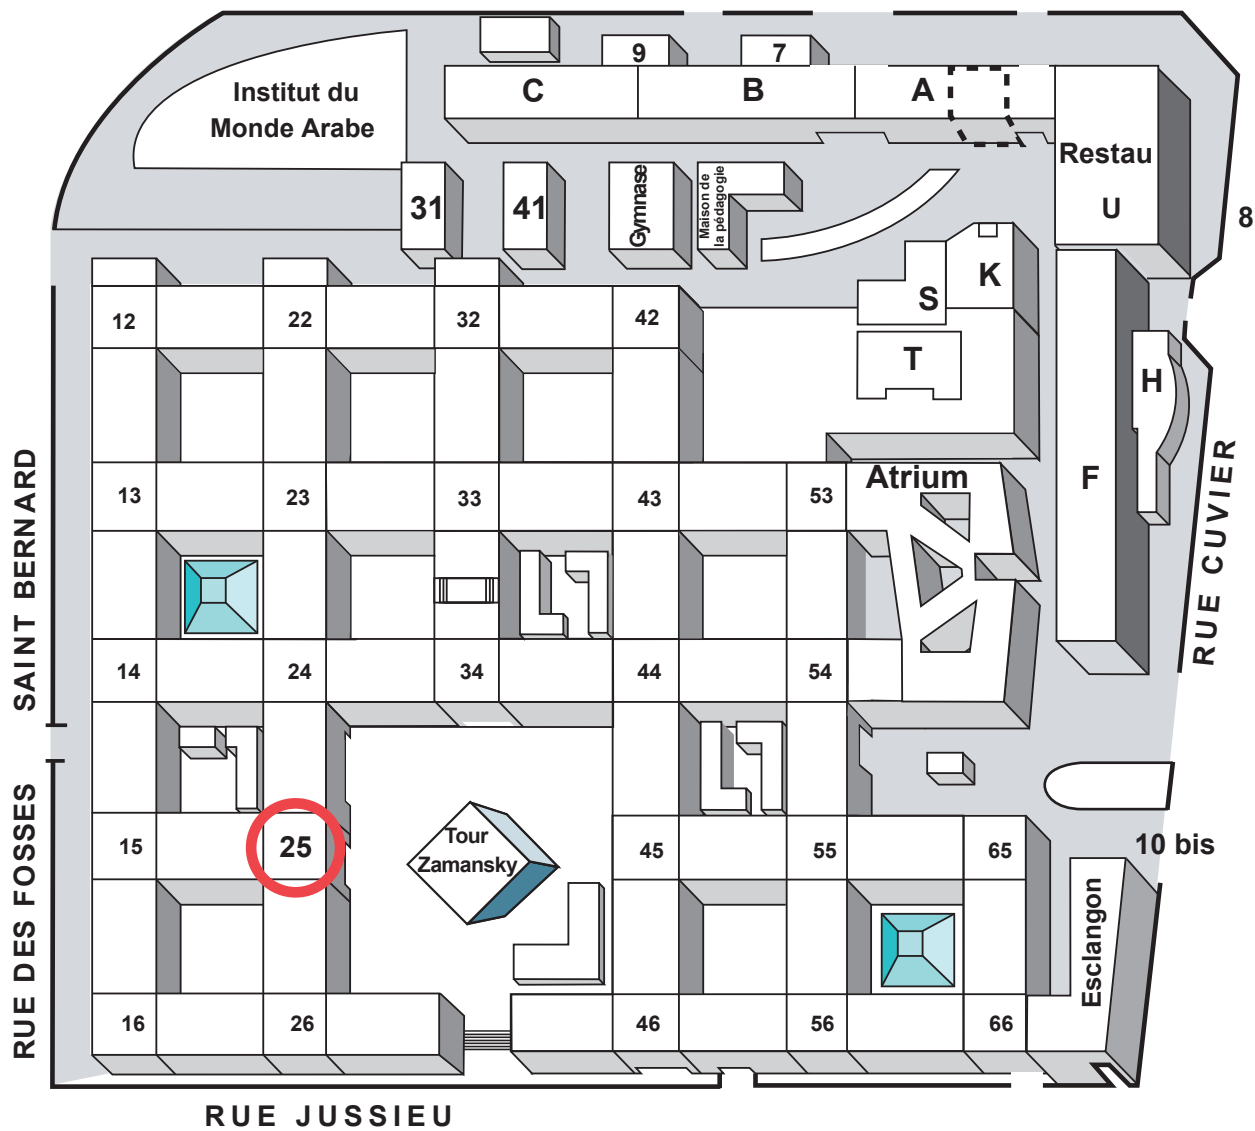 9
7
Institut du
Monde Arabe
C
B
A
Restau
U
8
31
41
Gymnase
Maison de
la pédagogie
K
S
T
H
F
12
22
32
42
SAINT BERNARD
13
23
33
43
53
Atrium
RUE CUVIER
14
24
34
44
54
RUE DES FOSSES
15
25
Tour
Zamansky
45
55
65
10 bis
Esclangon
16
26
46
56
66
RUE JUSSIEU